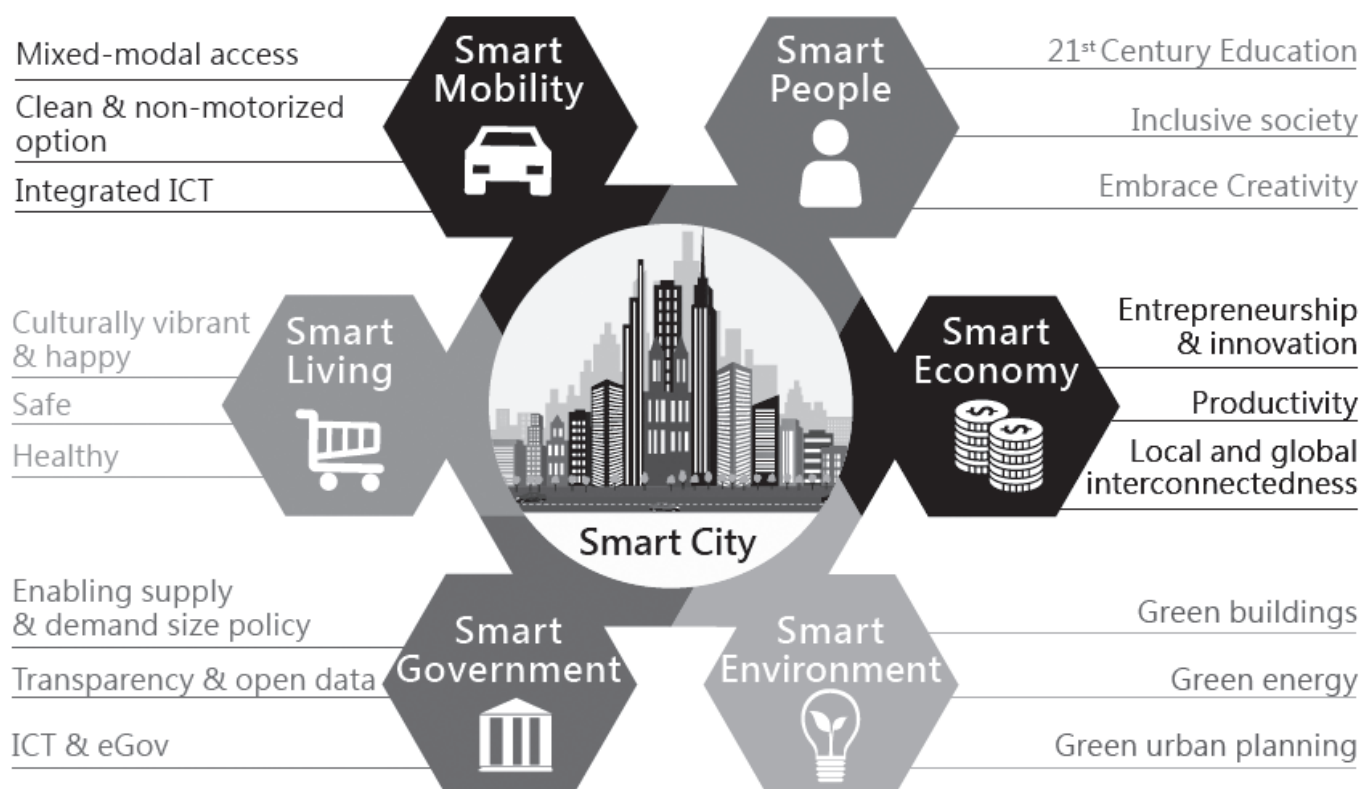 Smart
Mobility
Mixed-modal access
Clean & non-motorized
option
Integrated ICT
Smart
People
21st Century Education
Inclusive society
Embrace Creativity
Smart
Living
Culturally vibrant
& happy
Safe
Healthy
Smart
Economy
Entrepreneurship
& innovation
Productivity
Local and global
interconnectedness
Smart City
Smart
Government
Enabling supply
& demand size policy
Transparency & open data
ICT & eGov
Smart
Environment
Green buildings
Green energy
Green urban planning